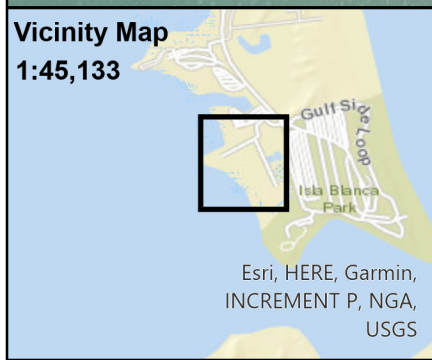 Vicinity Map
1:45,133
Gulf Side Loop
Isla Blanca
Park
Esri, HERE, Garmin,
INCREMENT P, NGA,
USGS